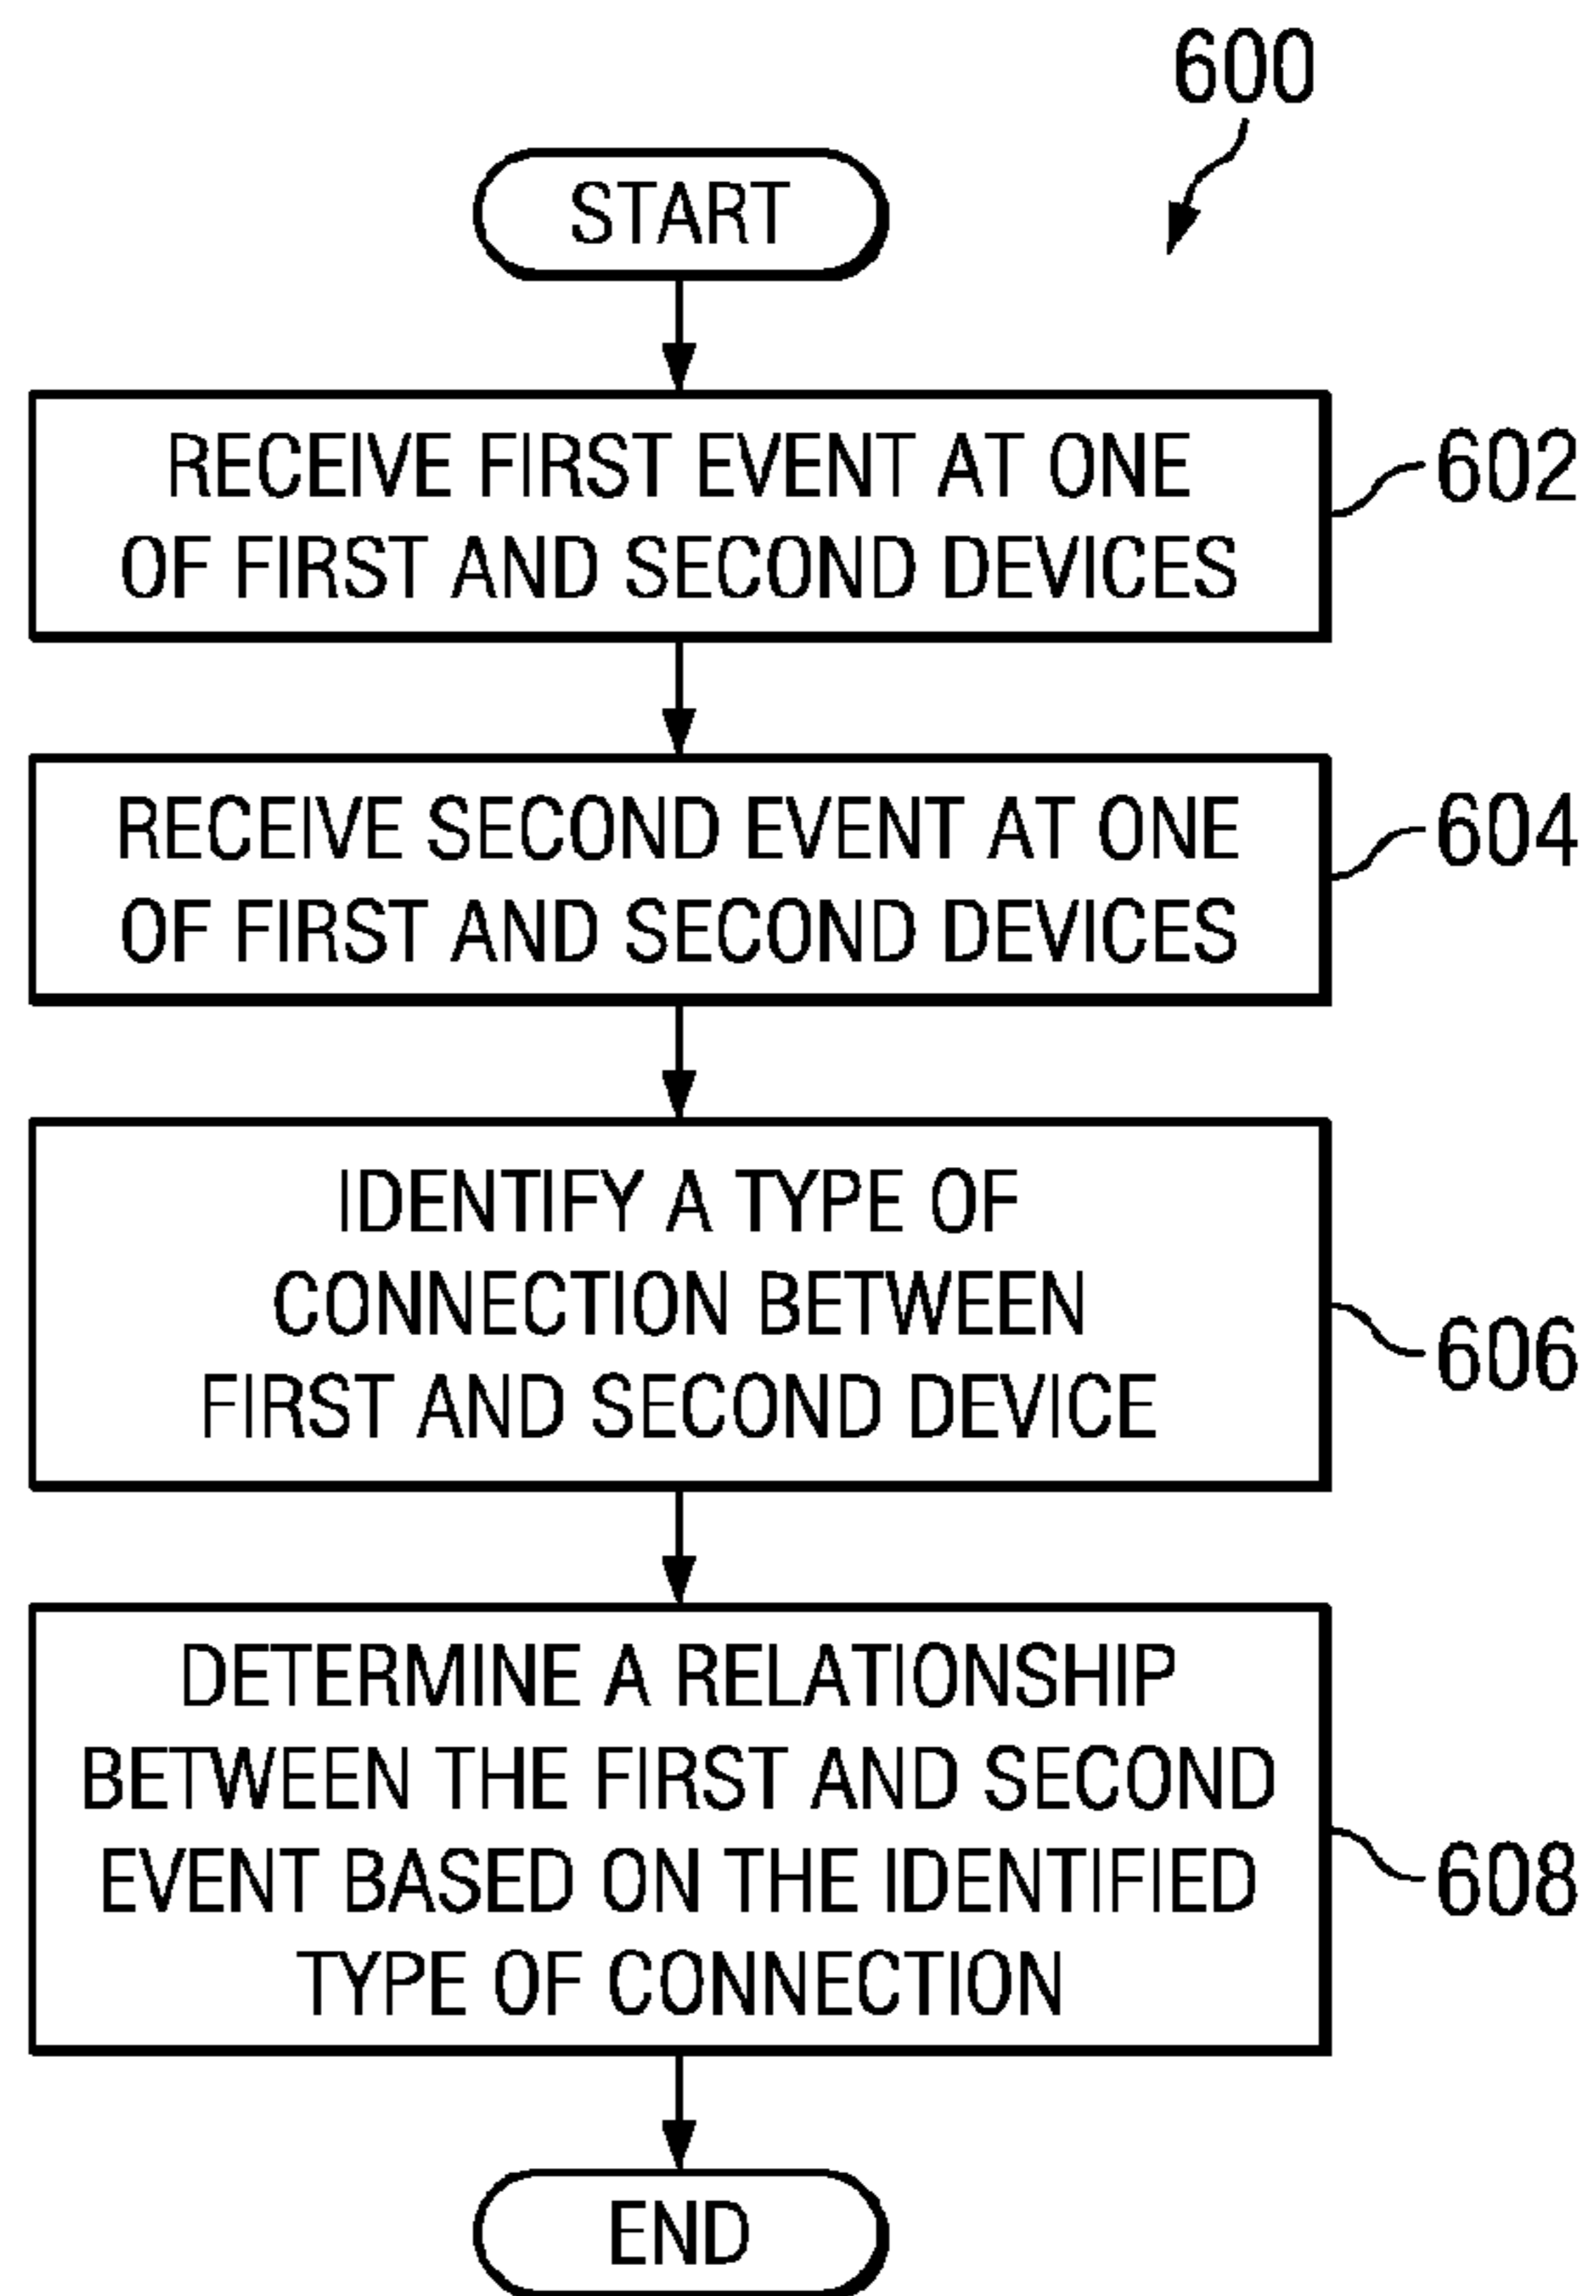 600
START
RECEIVE FIRST EVENT AT ONE
OF FIRST AND SECOND DEVICES
602
RECEIVE SECOND EVENT AT ONE
OF FIRST AND SECOND DEVICES
604
IDENTIFY A TYPE OF
CONNECTION BETWEEN
FIRST AND SECOND DEVICE
606
DETERMINE A RELATIONSHIP
BETWEEN THE FIRST AND SECOND
EVENT BASED ON THE IDENTIFIED
TYPE OF CONNECTION
608
END